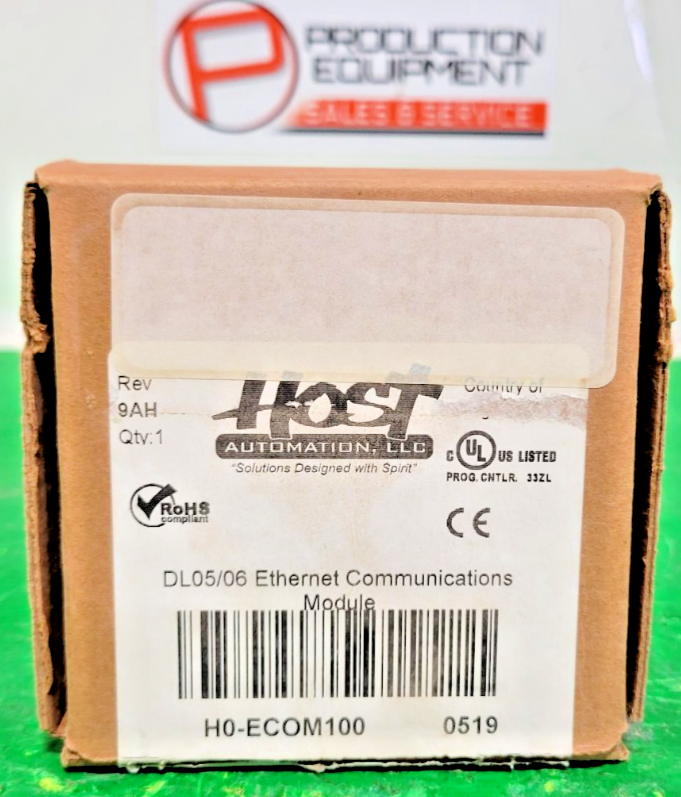 PRODUCTION
EQUIPMENT
SALES & SERVICE
Rev
9AH
Qty:1
HOST
AUTOMATION, LLC
"Solutions Designed with Spirit"
Country of
C UL US LISTED
PROG. CNTLR. 33ZL
RoHS
compliant
CE
DL05/06 Ethernet Communications
Module
H0-ECOM100 0519